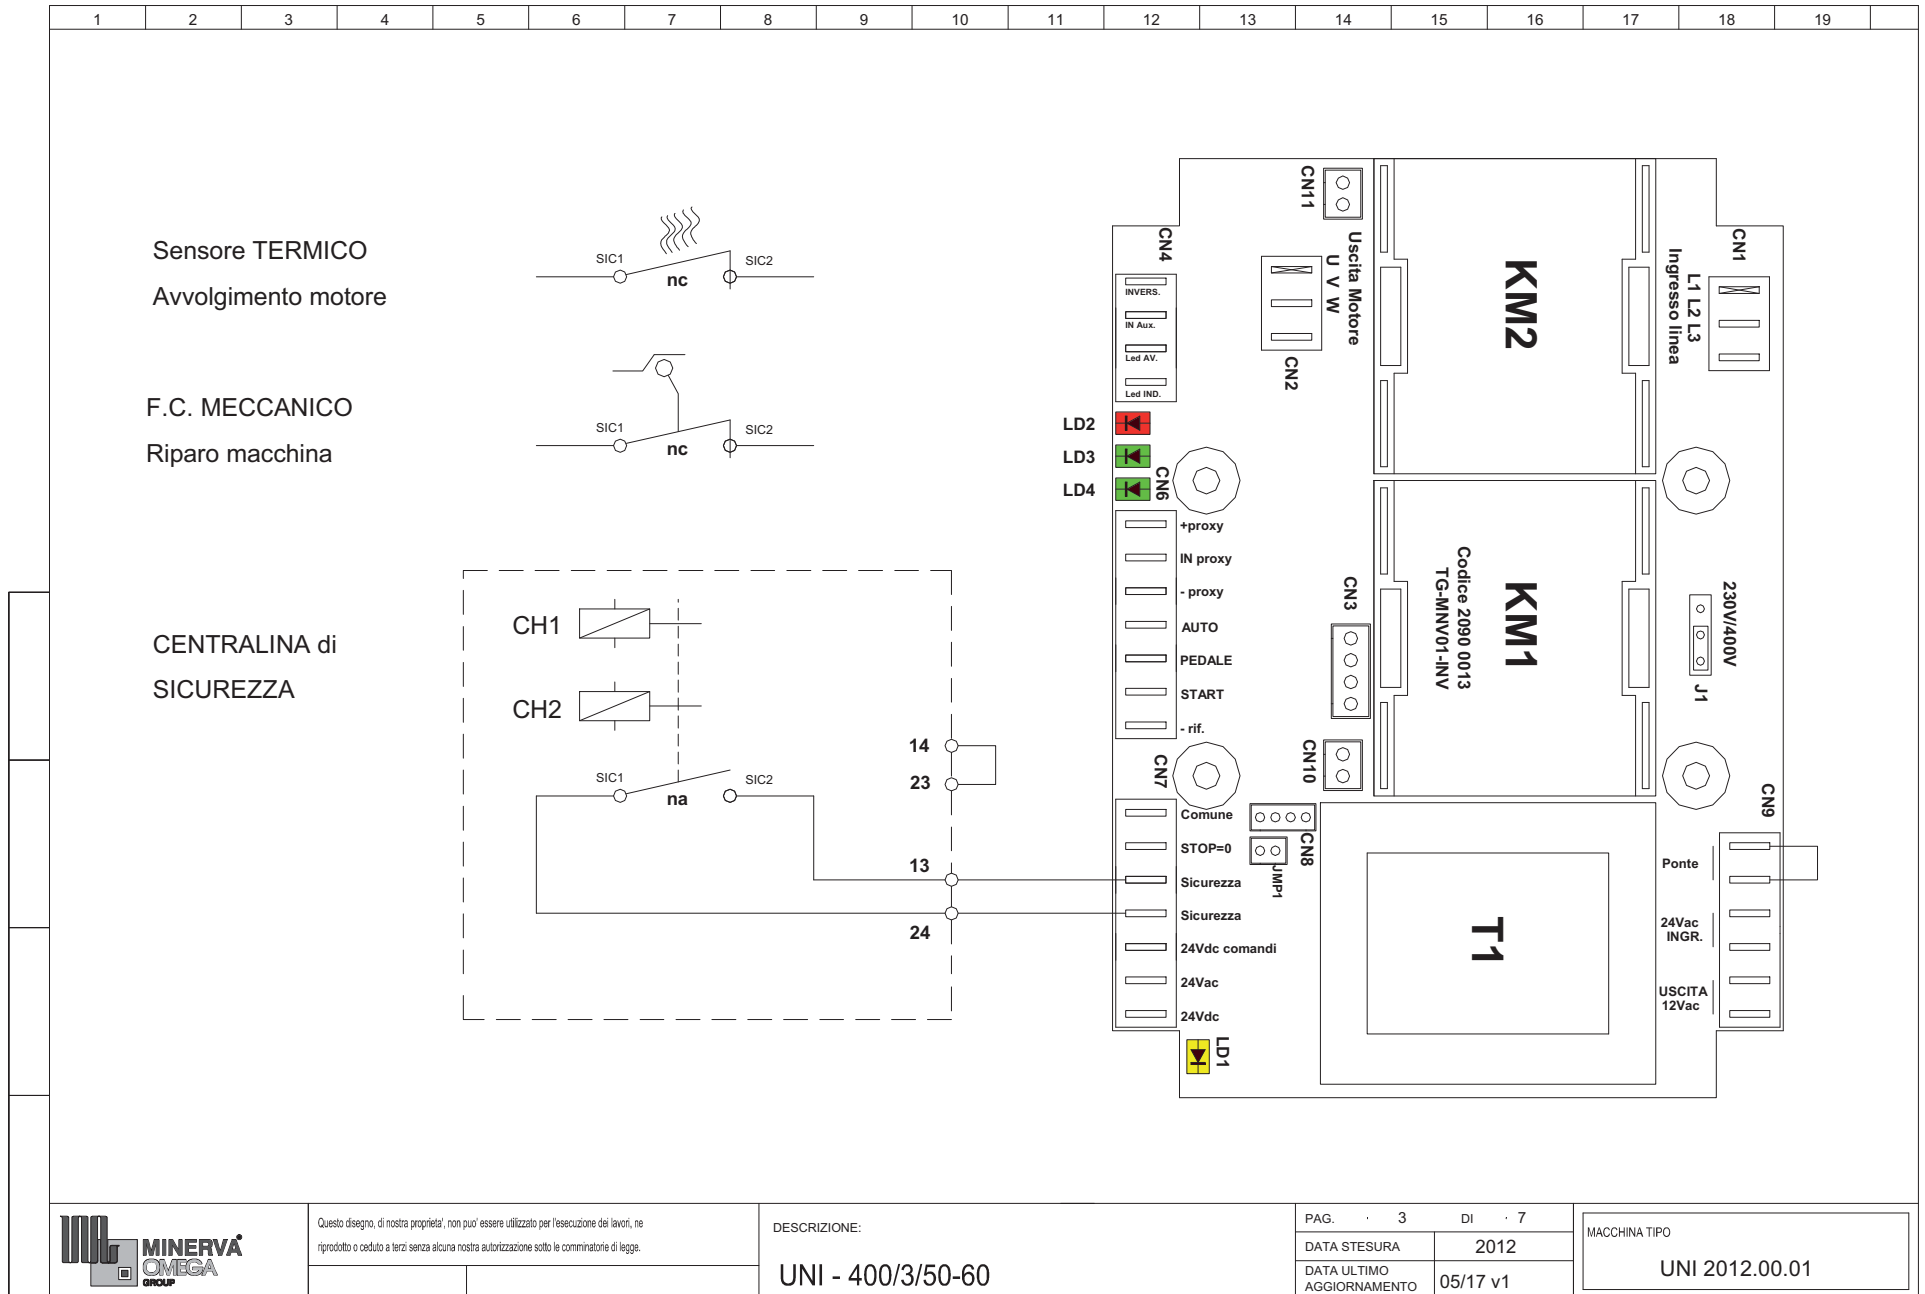 1 2 3 4 5 6 7 8 9 10 11 12 13 14 15 16 17 18 19
Sensore TERMICO
Avvolgimento motore
SIC1
nc
SIC2
F.C. MECCANICO
Riparo macchina
SIC1
nc
SIC2
CENTRALINA di
SICUREZZA
CH1
CH2
SIC1
na
SIC2
14
23
13
24
CN4
INVERS.
IN Aux.
Led AV.
Led IND.
LD2
LD3
LD4
CN6
+proxy
IN proxy
- proxy
AUTO
PEDALE
START
- rif.
CN7
Comune
STOP=0
Sicurezza
Sicurezza
24Vdc comandi
24Vac
24Vdc
LD1
CN11
Uscita Motore
U V W
CN2
KM2
CN1
L1 L2 L3
Ingresso linea
CN3
Codice 2090 0013
TG-MNV01-INV
KM1
230V/400V
J1
CN10
CN8
JMP1
T1
CN9
Ponte
24Vac
INGR.
USCITA
12Vac
MINERVA
OMEGA
GROUP
Questo disegno, di nostra proprieta', non puo' essere utilizzato per l'esecuzione dei lavori, ne
riprodotto o ceduto a terzi senza alcuna nostra autorizzazione sotto le comminatorie di legge.
DESCRIZIONE:
UNI - 400/3/50-60
PAG. 3 DI 7
DATA STESURA 2012
DATA ULTIMO
AGGIORNAMENTO 05/17 v1
MACCHINA TIPO
UNI 2012.00.01